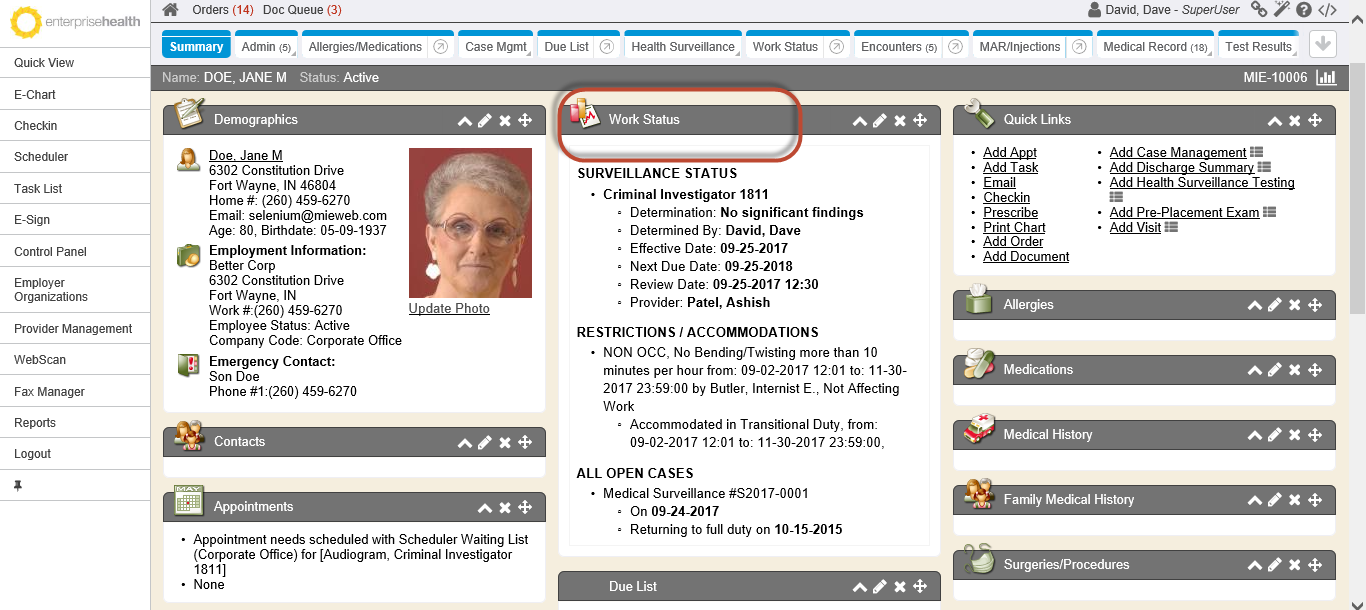 enterprisehealth
Orders (14) Doc Queue (3)
David, Dave - SuperUser
Summary Admin (5) Allergies/Medications Case Mgmt Due List Health Surveillance Work Status Encounters (5) MAR/Injections Medical Record (18) Test Results
Name: DOE, JANE M Status: Active
MIE-10006
Quick View
E-Chart
Checkin
Scheduler
Task List
E-Sign
Control Panel
Employer
Organizations
Provider Management
WebScan
Fax Manager
Reports
Logout
Demographics
Doe, Jane M
6302 Constitution Drive
Fort Wayne, IN 46804
Home #: (260) 459-6270
Email: selenium@mieweb.com
Age: 80, Birthdate: 05-09-1937
Employment Information:
Better Corp
6302 Constitution Drive
Fort Wayne, IN
Work #:(260) 459-6270
Employee Status: Active
Company Code: Corporate Office
Emergency Contact:
Son Doe
Phone #1:(260) 459-6270
Update Photo
Contacts
MAY
Appointments
• Appointment needs scheduled with Scheduler Waiting List
(Corporate Office) for [Audiogram, Criminal Investigator
1811]
• None
Work Status
SURVEILLANCE STATUS
• Criminal Investigator 1811
◦ Determination: No significant findings
◦ Determined By: David, Dave
◦ Effective Date: 09-25-2017
◦ Next Due Date: 09-25-2018
◦ Review Date: 09-25-2017 12:30
◦ Provider: Patel, Ashish
RESTRICTIONS / ACCOMMODATIONS
• NON OCC, No Bending/Twisting more than 10
minutes per hour from: 09-02-2017 12:01 to: 11-30-
2017 23:59:00 by Butler, Internist E., Not Affecting
Work
◦ Accommodated in Transitional Duty, from:
09-02-2017 12:01 to: 11-30-2017 23:59:00,
ALL OPEN CASES
• Medical Surveillance #S2017-0001
◦ On 09-24-2017
◦ Returning to full duty on 10-15-2015
Due List
Quick Links
• Add Appt
• Add Task
• Email
• Checkin
• Prescribe
• Print Chart
• Add Order
• Add Document
• Add Case Management
• Add Discharge Summary
• Add Health Surveillance Testing
• Add Pre-Placement Exam
• Add Visit
Allergies
Medications
Medical History
Family Medical History
Surgeries/Procedures